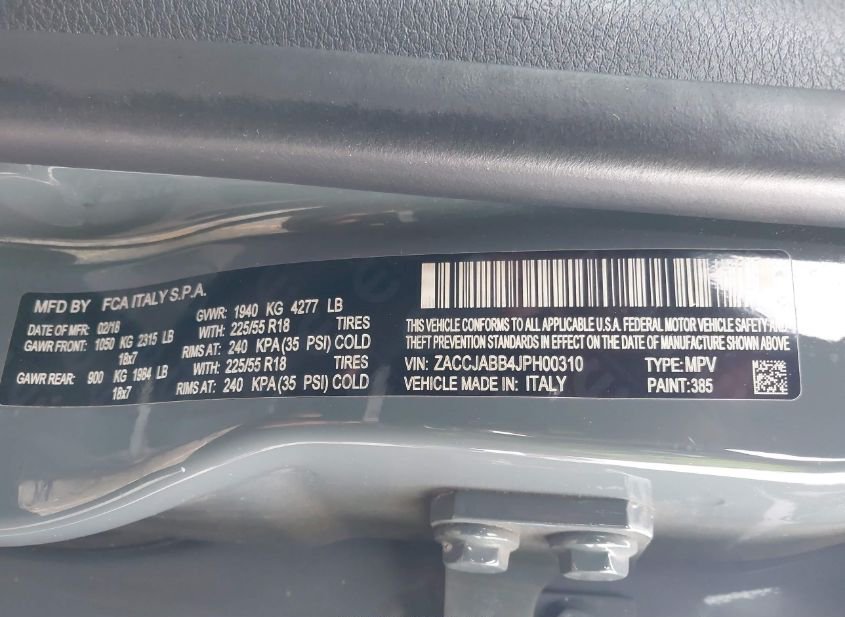 MFD BY FCA ITALY S.P.A.
DATE OF MFR: 02/18
GVWR: 1940 KG 4277 LB
GAWR FRONT: 1050 KG 2315 LB
WITH: 225/55 R18 TIRES
18x7
RIMS AT: 240 KPA (35 PSI) COLD
GAWR REAR: 900 KG 1984 LB
WITH: 225/55 R18 TIRES
18x7
RIMS AT: 240 KPA (35 PSI) COLD
THIS VEHICLE CONFORMS TO ALL APPLICABLE U.S.A. FEDERAL MOTOR VEHICLE SAFETY AND
THEFT PREVENTION STANDARDS IN EFFECT ON THE DATE OF MANUFACTURE SHOWN ABOVE
VIN: ZACCJABB4JPH00310 TYPE: MPV
VEHICLE MADE IN: ITALY PAINT: 385